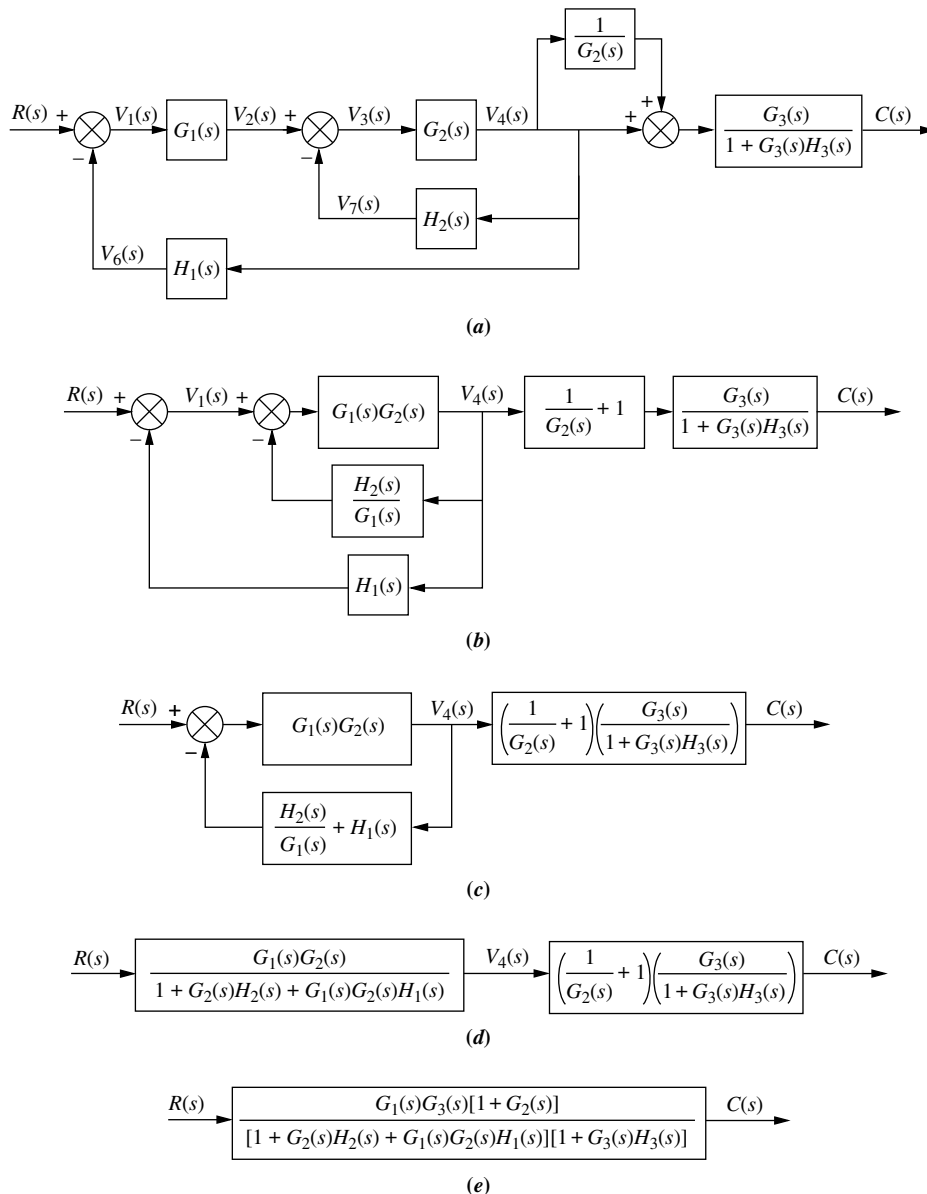 1
G2(s)
R(s) + V1(s) G1(s) V2(s) + V3(s) G2(s) V4(s) + + G3(s) C(s)
1 + G3(s)H3(s)
− −
V7(s) H2(s)
V6(s) H1(s)
(a)
R(s) + V1(s) + G1(s)G2(s) V4(s) 1 + 1 G3(s) C(s)
G2(s) 1 + G3(s)H3(s)
− −
H2(s)
G1(s)
H1(s)
(b)
R(s) + G1(s)G2(s) V4(s) (1/G2(s) + 1)(G3(s)/1 + G3(s)H3(s)) C(s)
−
H2(s)
G1(s) + H1(s)
(c)
R(s) G1(s)G2(s) V4(s) (1/G2(s) + 1)(G3(s)/1 + G3(s)H3(s)) C(s)
1 + G2(s)H2(s) + G1(s)G2(s)H1(s)
(d)
R(s) G1(s)G3(s)[1 + G2(s)] C(s)
[1 + G2(s)H2(s) + G1(s)G2(s)H1(s)][1 + G3(s)H3(s)]
(e)